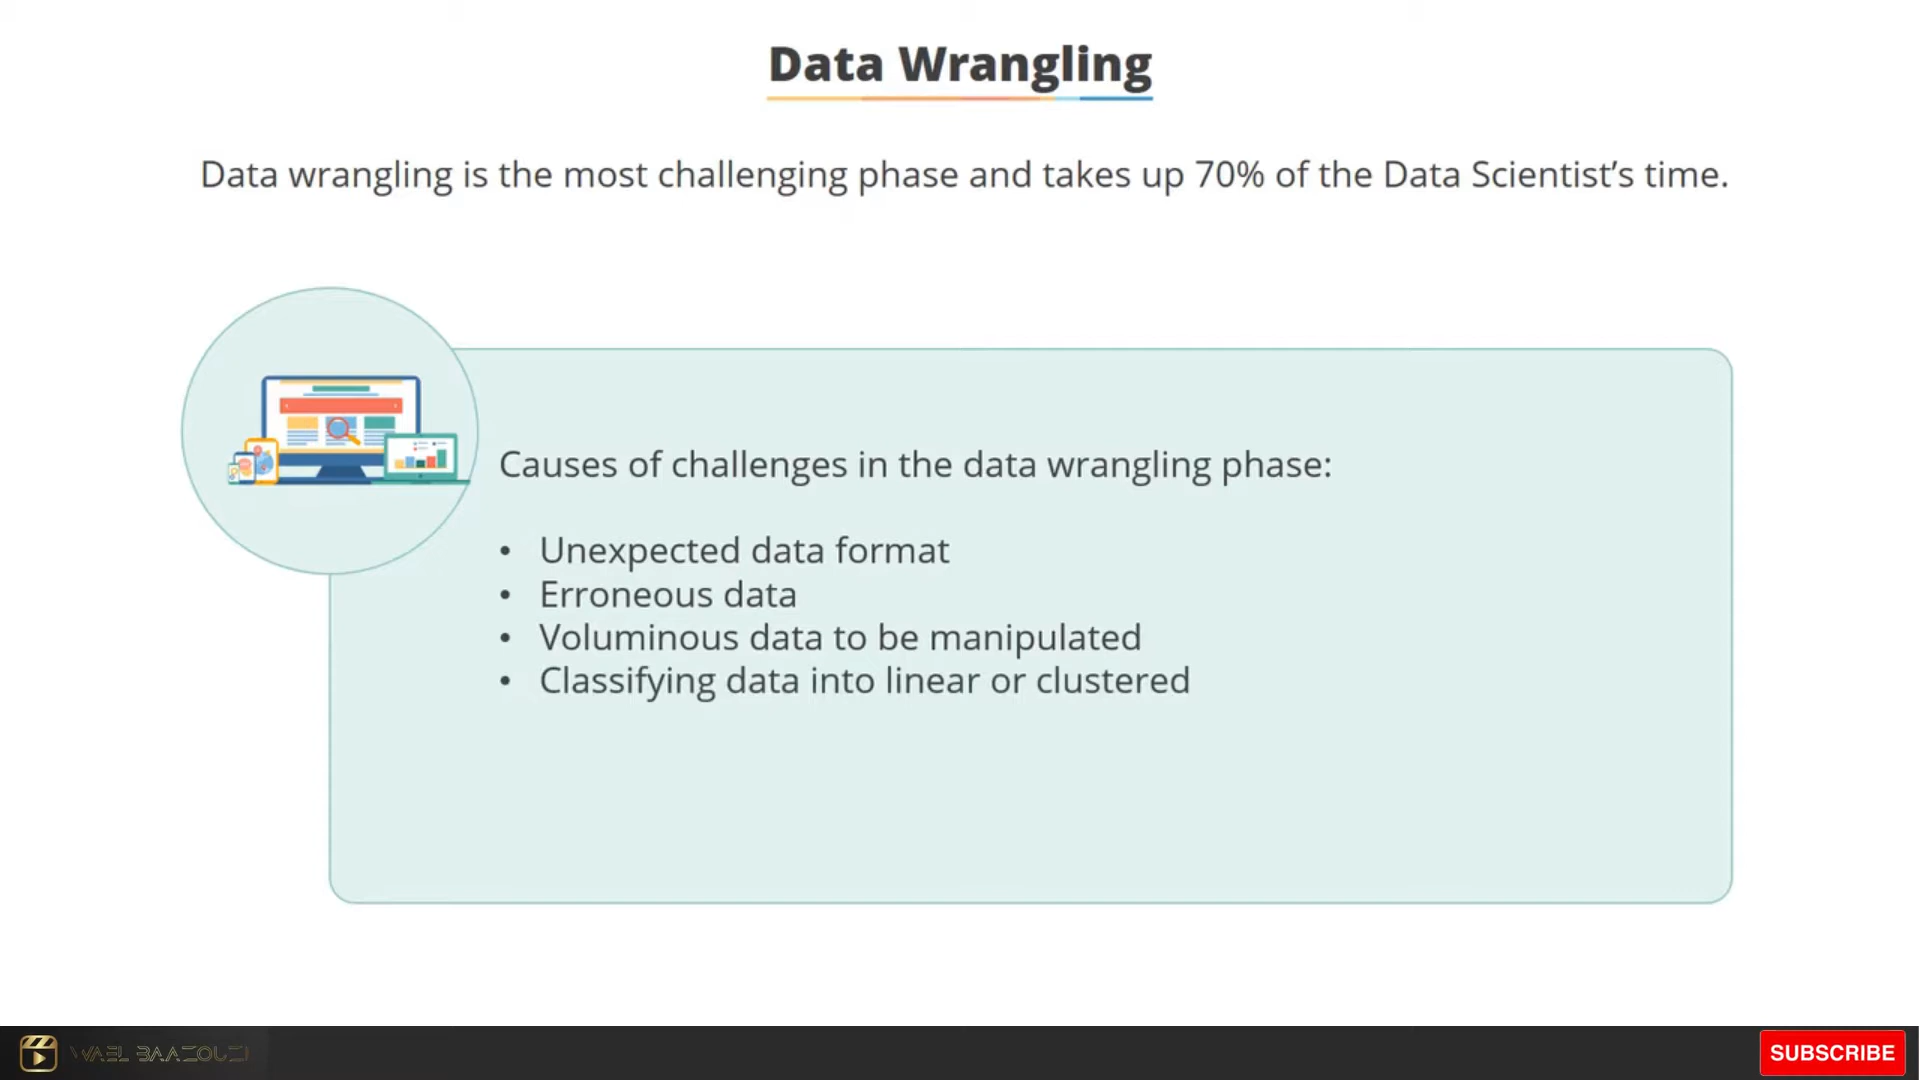 Data Wrangling
Data wrangling is the most challenging phase and takes up 70% of the Data Scientist’s time.
Causes of challenges in the data wrangling phase:
• Unexpected data format
• Erroneous data
• Voluminous data to be manipulated
• Classifying data into linear or clustered
WAEL BAAZOUZI
SUBSCRIBE